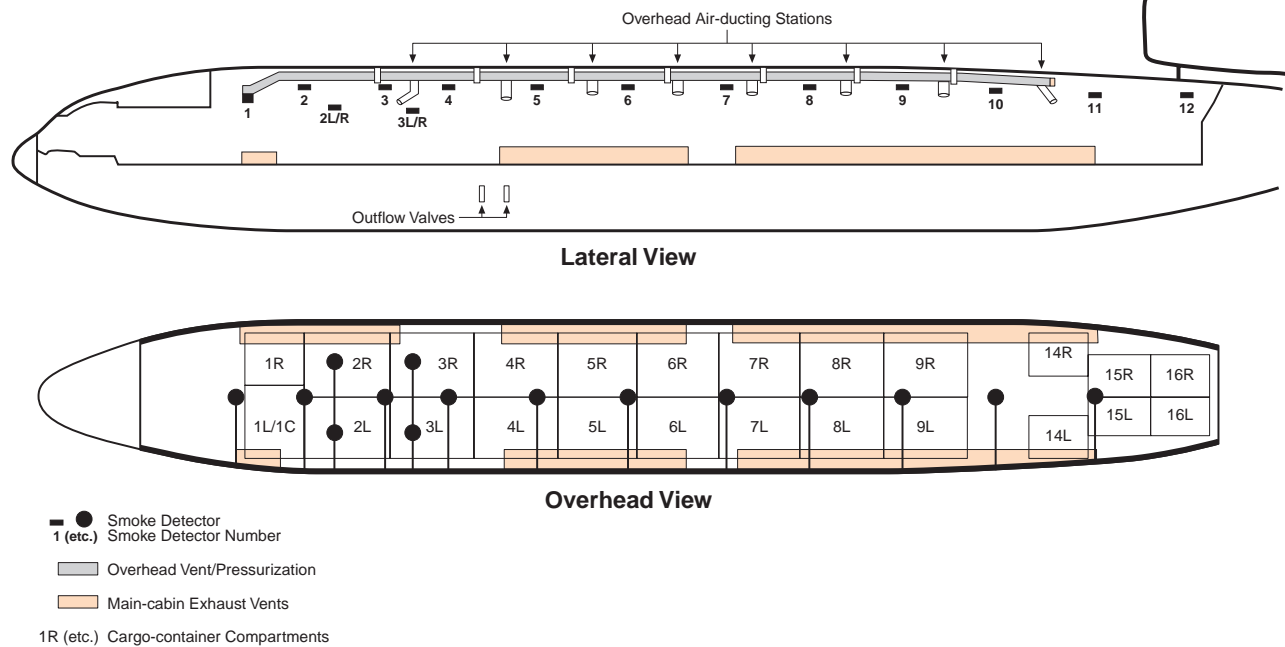 Overhead Air-ducting Stations
1 2 2L/R 3 3L/R 4 5 6 7 8 9 10 11 12
Outflow Valves
Lateral View
1R 2R 3R 4R 5R 6R 7R 8R 9R 14R 15R 16R
1L/1C 2L 3L 4L 5L 6L 7L 8L 9L 14L 15L 16L
Overhead View
Smoke Detector
1 (etc.) Smoke Detector Number
Overhead Vent/Pressurization
Main-cabin Exhaust Vents
1R (etc.) Cargo-container Compartments